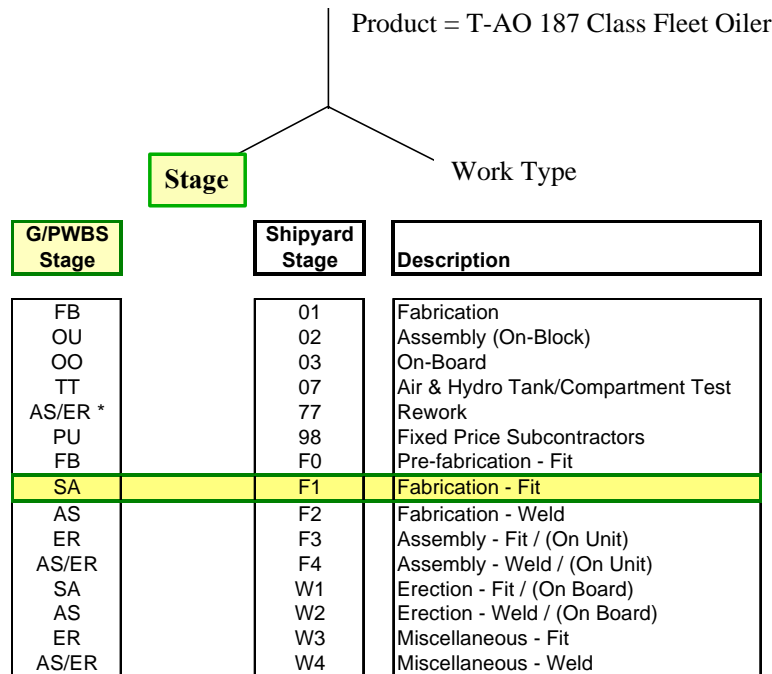 Product = T-AO 187 Class Fleet Oiler
Stage
Work Type
G/PWBS Stage Shipyard Stage Description
FB 01 Fabrication
OU 02 Assembly (On-Block)
OO 03 On-Board
TT 07 Air & Hydro Tank/Compartment Test
AS/ER * 77 Rework
PU 98 Fixed Price Subcontractors
FB F0 Pre-fabrication - Fit
SA F1 Fabrication - Fit
AS F2 Fabrication - Weld
ER F3 Assembly - Fit / (On Unit)
AS/ER F4 Assembly - Weld / (On Unit)
SA W1 Erection - Fit / (On Board)
AS W2 Erection - Weld / (On Board)
ER W3 Miscellaneous - Fit
AS/ER W4 Miscellaneous - Weld